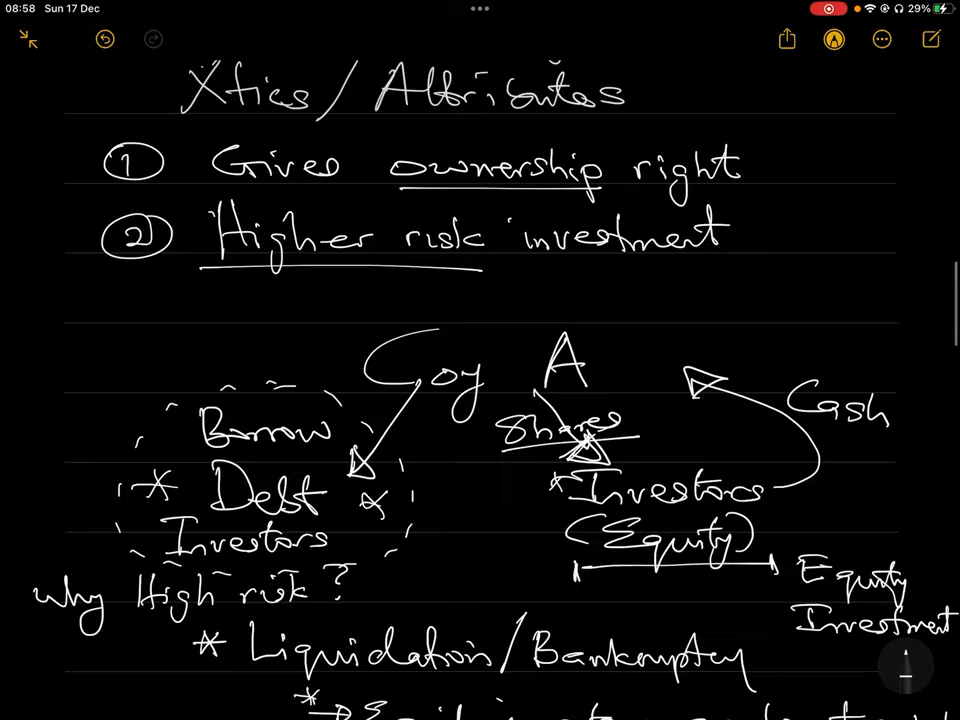 08:58 Sun 17 Dec 29%
Xtics / Attributes
① Gives ownership right
② Higher risk investment
Coy A
Cash
Borrow
Shares
* Debt *
* Investors
Investors
(Equity)
Equity
Investment
why High risk ?
* Liquidation / Bankruptcy
*